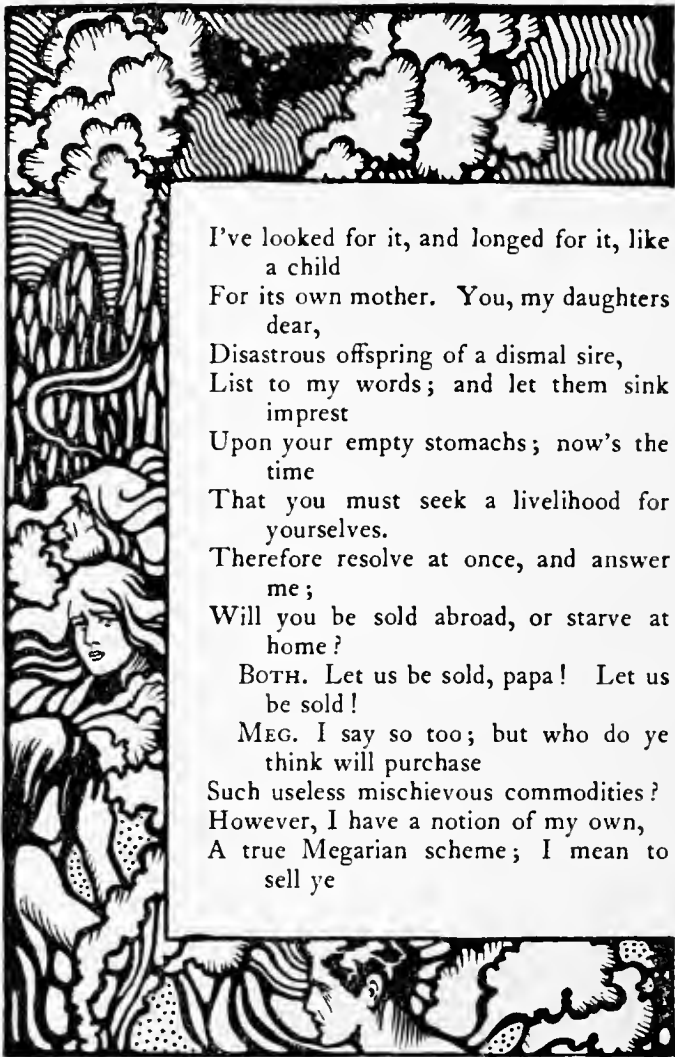 I've looked for it, and longed for it, like
a child
For its own mother. You, my daughters
dear,
Disastrous offspring of a dismal sire,
List to my words; and let them sink
imprest
Upon your empty stomachs; now's the
time
That you must seek a livelihood for
yourselves.
Therefore resolve at once, and answer
me;
Will you be sold abroad, or starve at
home?
BOTH. Let us be sold, papa! Let us
be sold!
MEG. I say so too; but who do ye
think will purchase
Such useless mischievous commodities?
However, I have a notion of my own,
A true Megarian scheme; I mean to
sell ye